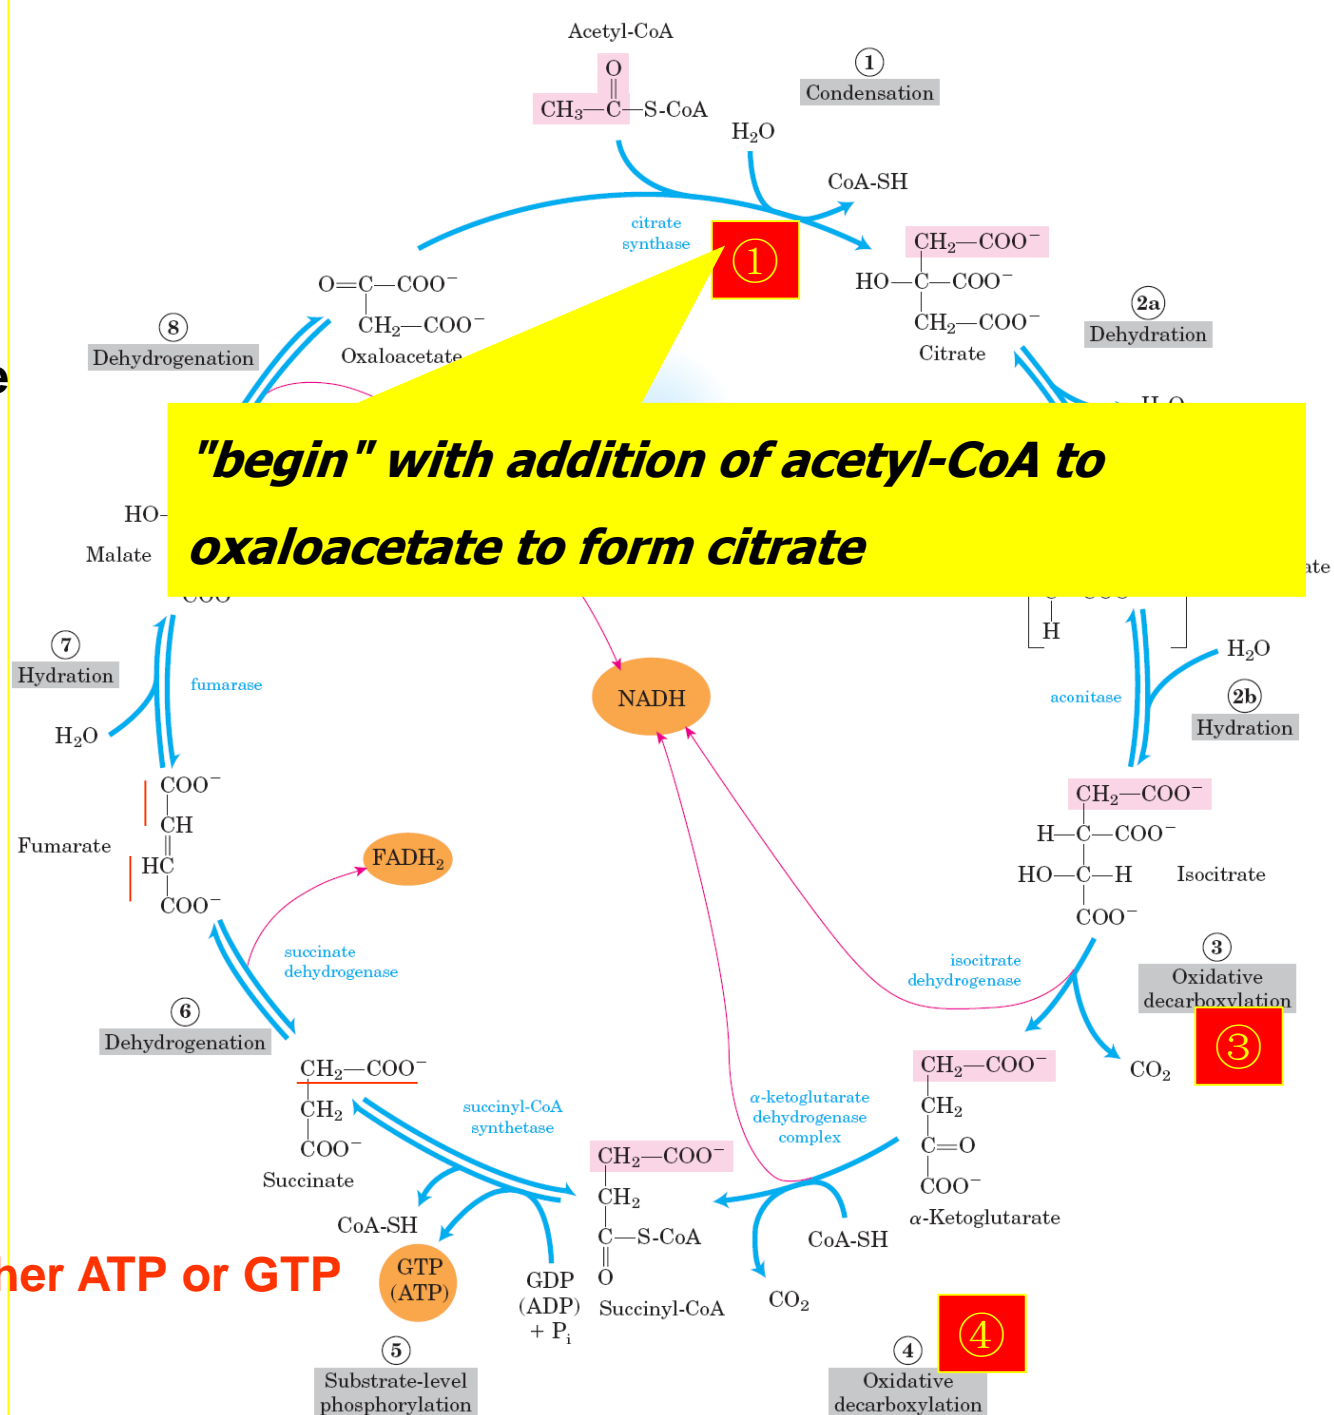 Acetyl-CoA
O
CH₃—C—S-CoA
①
Condensation
H₂O
CoA-SH
citrate
synthase
①
CH₂—COO⁻
HO—C—COO⁻
CH₂—COO⁻
Citrate
2a
Dehydration
O=C—COO⁻
CH₂—COO⁻
Oxaloacetate
⑧
Dehydrogenation
H₂O
"begin" with addition of acetyl-CoA to
oxaloacetate to form citrate
HO
Malate
COO
H
⑦
Hydration
fumarase
H₂O
NADH
aconitase
H₂O
2b
Hydration
COO⁻
CH
HC
COO⁻
Fumarate
FADH₂
CH₂—COO⁻
H—C—COO⁻
HO—C—H
COO⁻
Isocitrate
succinate
dehydrogenase
⑥
Dehydrogenation
isocitrate
dehydrogenase
③
Oxidative
decarboxylation
③
CO₂
CH₂—COO⁻
CH₂
COO⁻
Succinate
succinyl-CoA
synthetase
α-ketoglutarate
dehydrogenase
complex
CH₂—COO⁻
CH₂
C=O
COO⁻
α-Ketoglutarate
CH₂—COO⁻
CH₂
C—S-CoA
O
Succinyl-CoA
CoA-SH
GTP
(ATP)
GDP
(ADP)
+ Pᵢ
CoA-SH
CO₂
ATP or GTP
⑤
Substrate-level
phosphorylation
④
Oxidative
decarboxylation
④